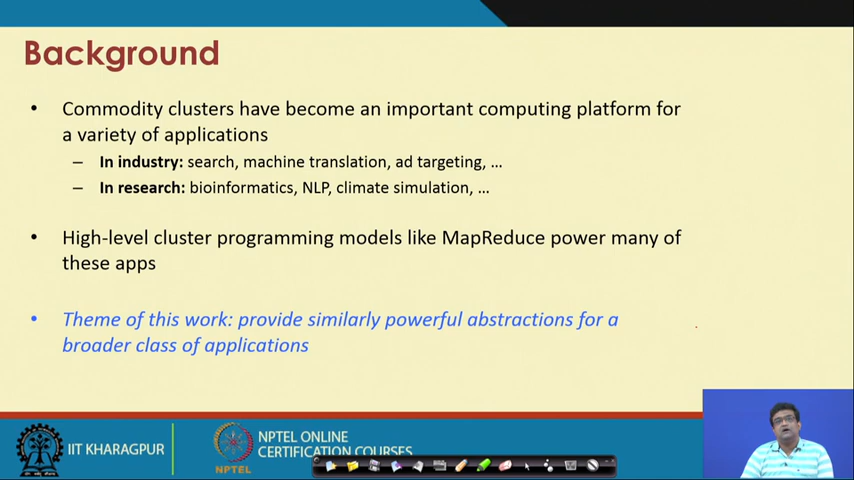 Background
• Commodity clusters have become an important computing platform for
a variety of applications
– In industry: search, machine translation, ad targeting, ...
– In research: bioinformatics, NLP, climate simulation, ...
• High-level cluster programming models like MapReduce power many of
these apps
• Theme of this work: provide similarly powerful abstractions for a
broader class of applications
IIT KHARAGPUR
NPTEL
NPTEL ONLINE
CERTIFICATION COURSES